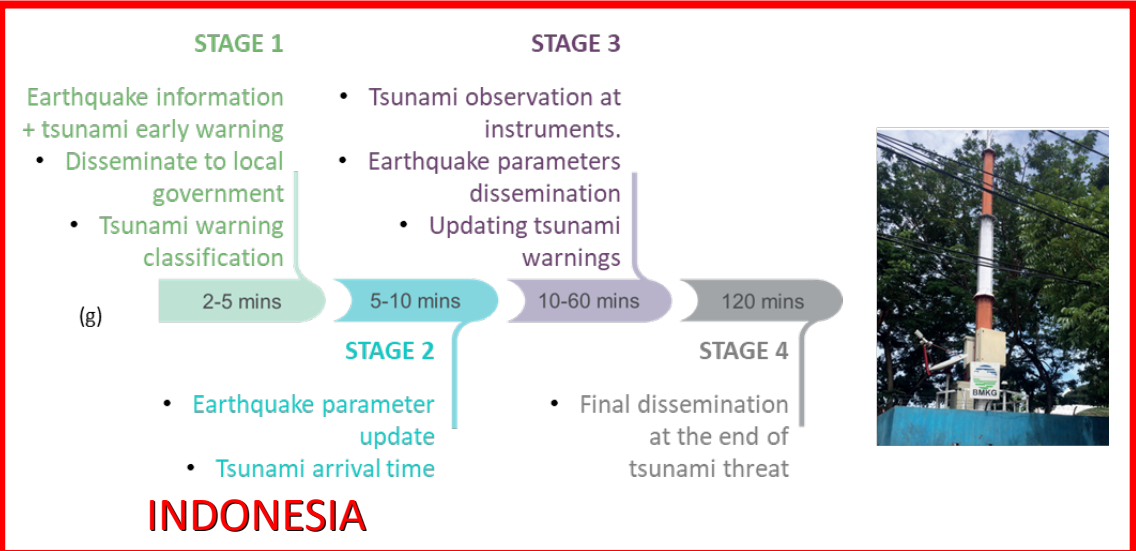 STAGE 1
Earthquake information
+ tsunami early warning
• Disseminate to local
government
• Tsunami warning
classification
STAGE 3
• Tsunami observation at
instruments.
• Earthquake parameters
dissemination
• Updating tsunami
warnings
(g)
2-5 mins
5-10 mins
10-60 mins
120 mins
STAGE 2
• Earthquake parameter
update
• Tsunami arrival time
STAGE 4
• Final dissemination
at the end of
tsunami threat
BMKG
INDONESIA